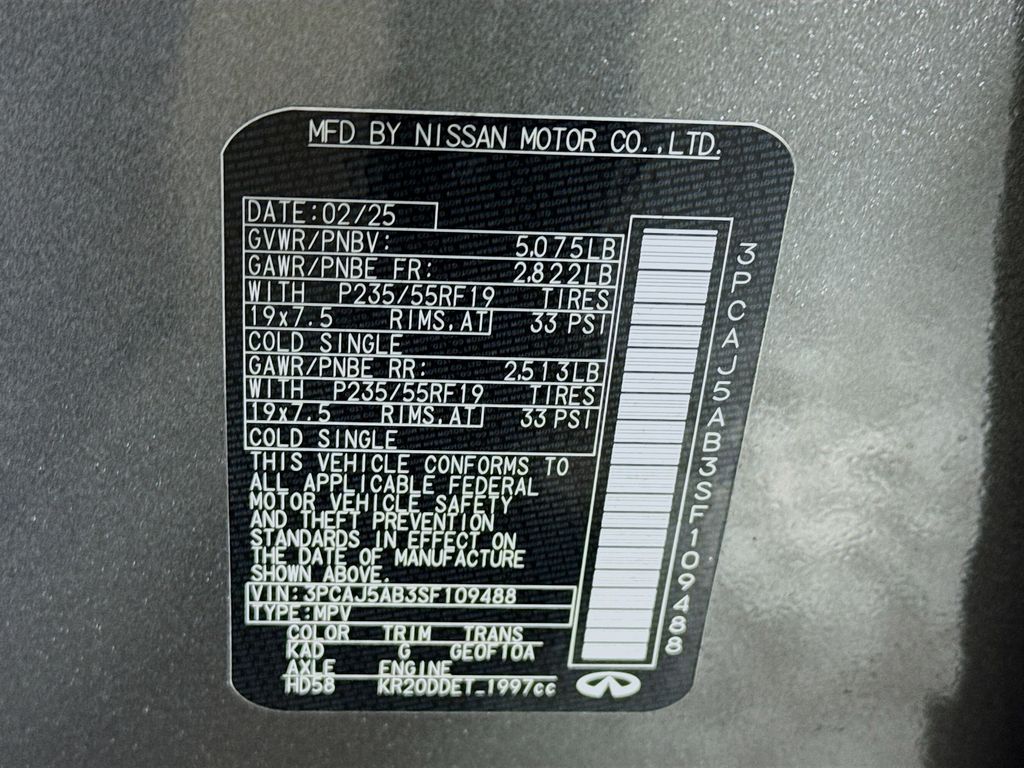 MFD BY NISSAN MOTOR CO.,LTD.
DATE:02/25
GVWR/PNBV: 5,075LB
GAWR/PNBE FR: 2,822LB
WITH P235/55RF19 TIRES
19x7.5 RIMS,AT 33 PSI
COLD SINGLE
GAWR/PNBE RR: 2,513LB
WITH P235/55RF19 TIRES
19x7.5 RIMS,AT 33 PSI
COLD SINGLE
THIS VEHICLE CONFORMS TO
ALL APPLICABLE FEDERAL
MOTOR VEHICLE SAFETY
AND THEFT PREVENTION
STANDARDS IN EFFECT ON
THE DATE OF MANUFACTURE
SHOWN ABOVE.
VIN:3PCAJ5AB3SF109488
TYPE:MPV
COLOR TRIM TRANS
KAD G GE0F10A
AXLE ENGINE
HD58 KR20DDET_1997cc
3PCAJ5AB3SF109488